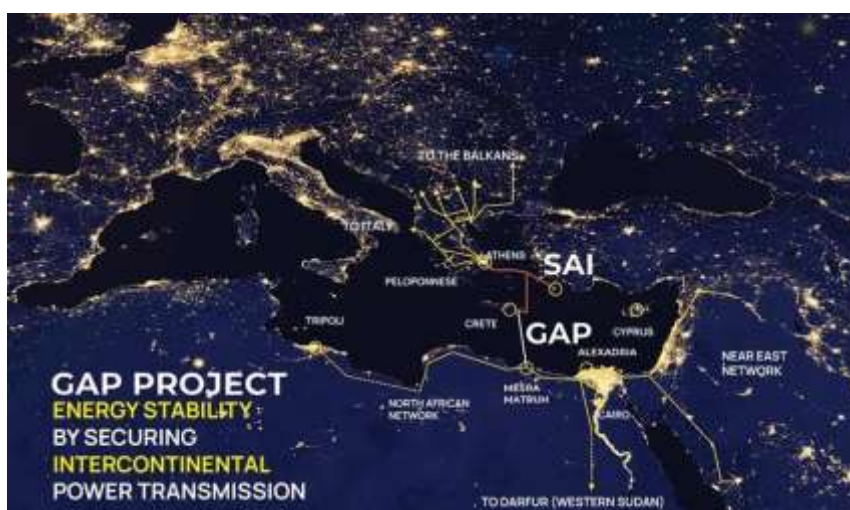 TO THE BALKANS
TO ITALY
ATHENS
SAI
PELOPONNESE
TRIPOLI
CRETE
GAP
CYPRUS
ALEXADRIA
NEAR EAST
NETWORK
GAP PROJECT
ENERGY STABILITY
BY SECURING
INTERCONTINENTAL
POWER TRANSMISSION
NORTH AFRICAN
NETWORK
MERSA
MATRUH
CAIRO
TO DARFUR (WESTERN SUDAN)